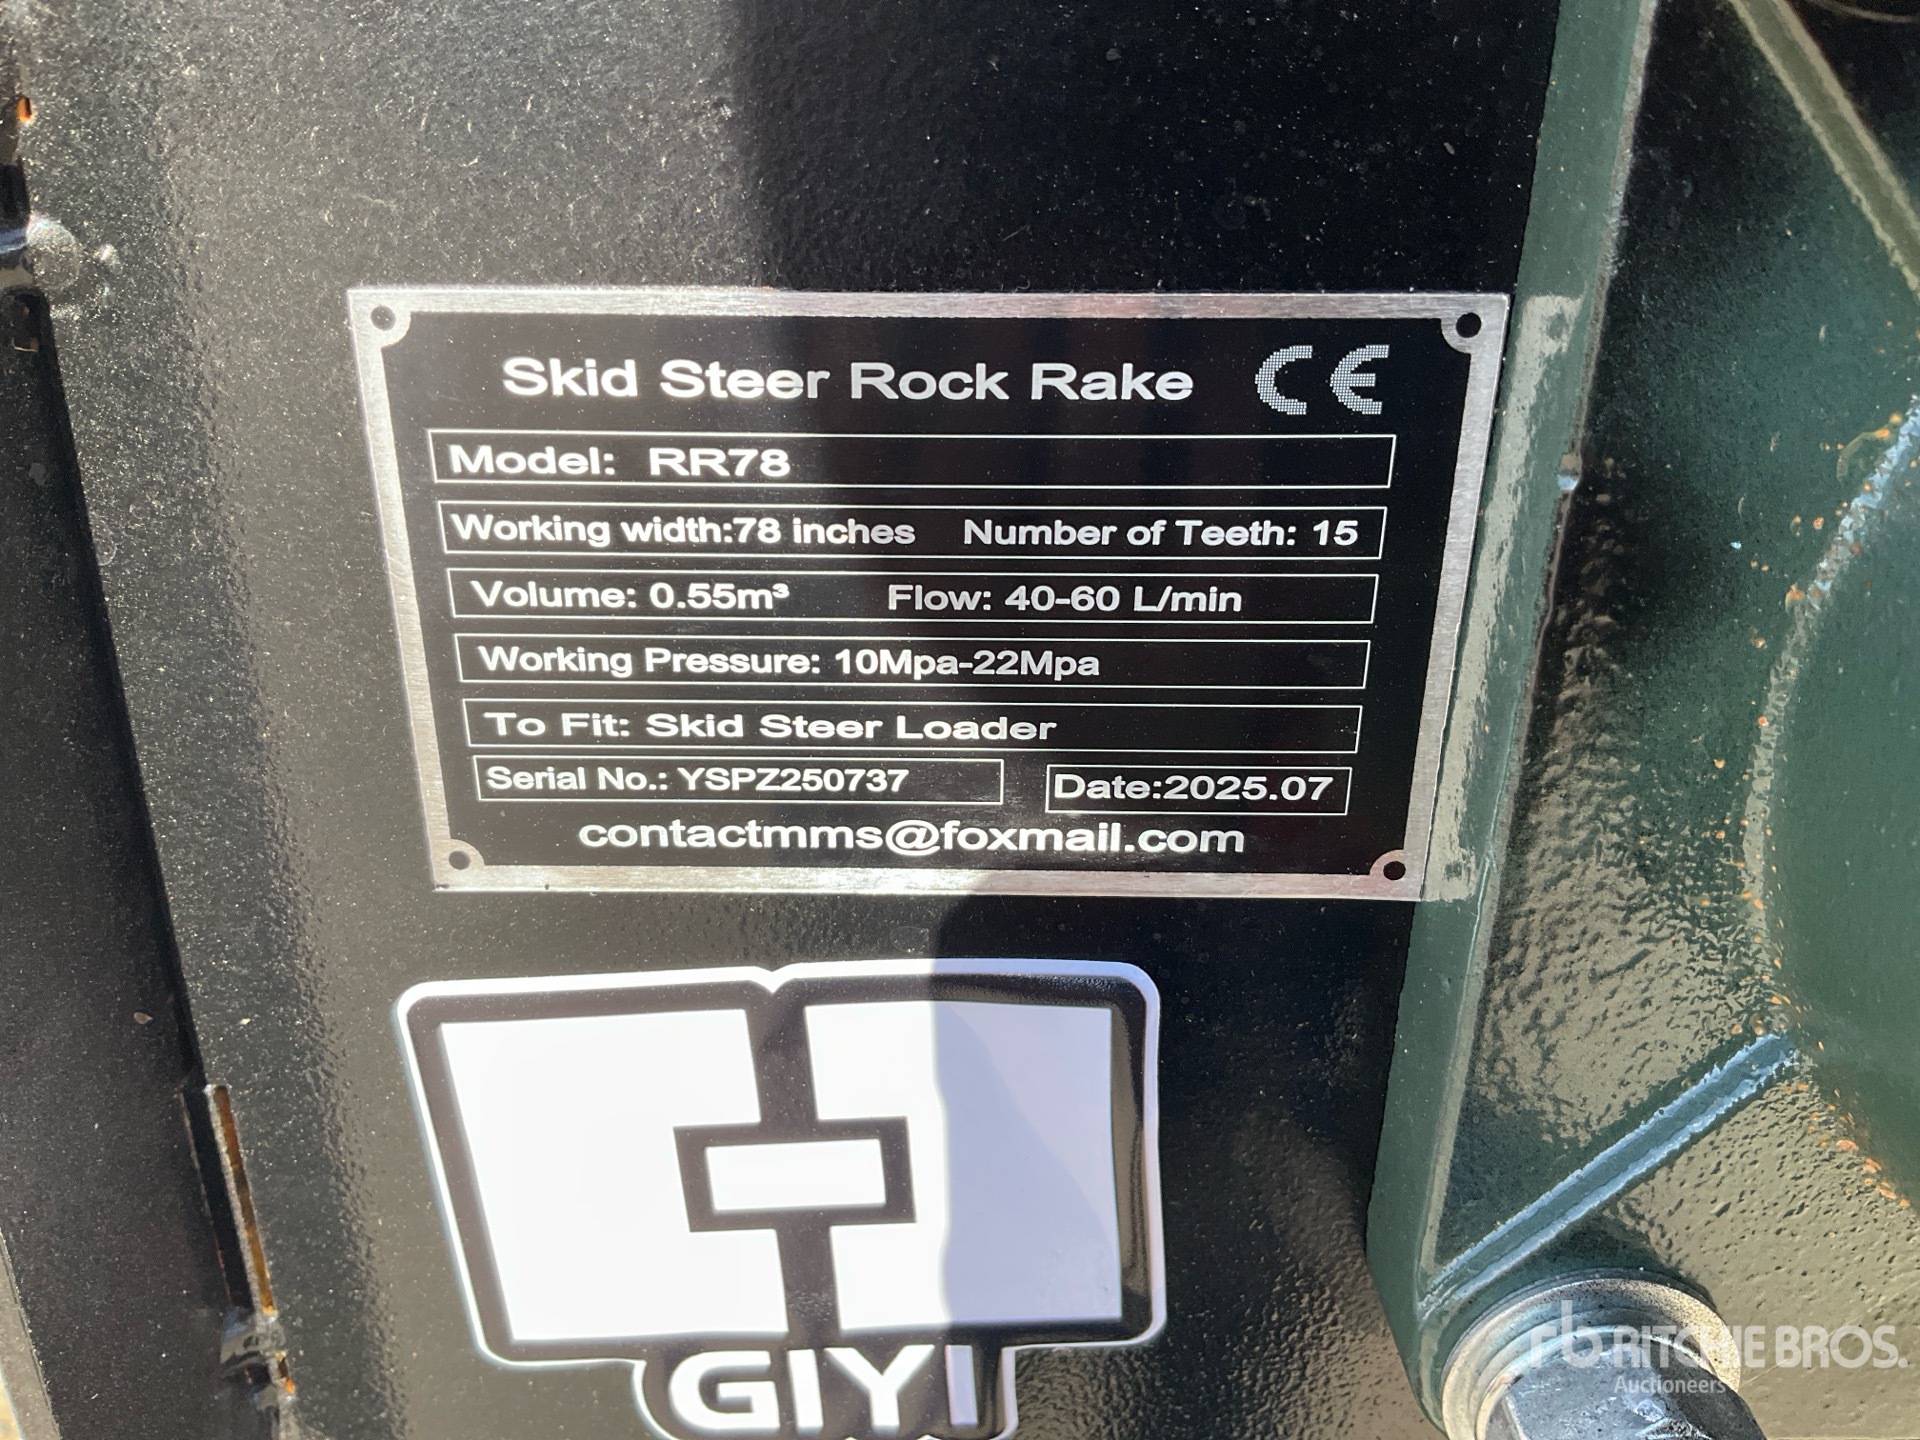 Skid Steer Rock Rake CE
Model: RR78
Working width:78 inches Number of Teeth: 15
Volume: 0.55m³ Flow: 40-60 L/min
Working Pressure: 10Mpa-22Mpa
To Fit: Skid Steer Loader
Serial No.: YSPZ250737 Date:2025.07
contactmms@foxmail.com
GIYI
rb RITCHIE BROS.
Auctioneers